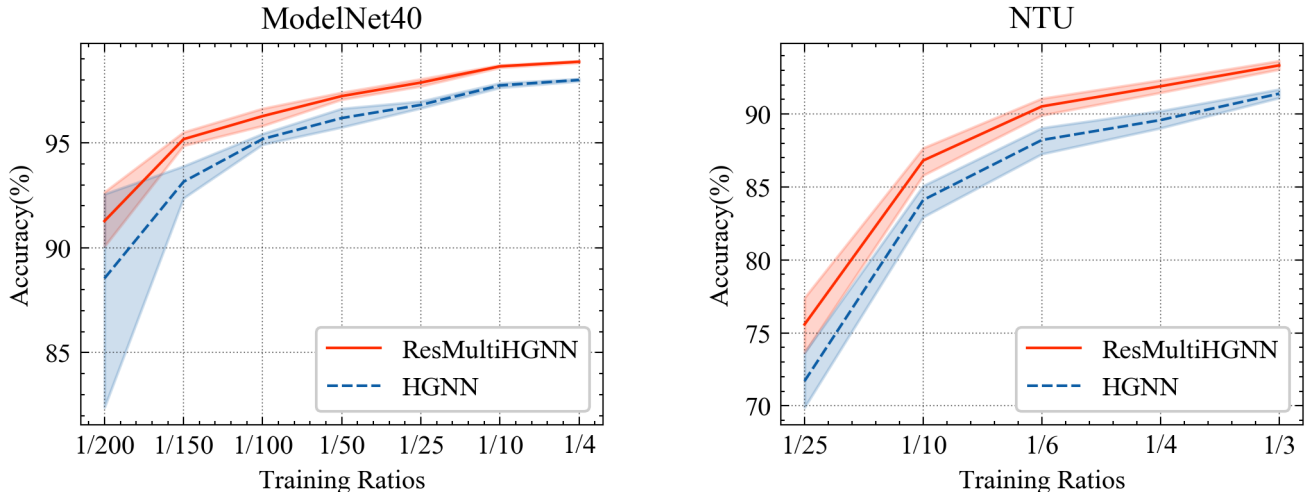 ModelNet40
Accuracy(%)
95
90
85
ResMultiHGNN
HGNN
1/200 1/150 1/100 1/50 1/25 1/10 1/4
Training Ratios
NTU
Accuracy(%)
90
85
80
75
70
ResMultiHGNN
HGNN
1/25 1/10 1/6 1/4 1/3
Training Ratios